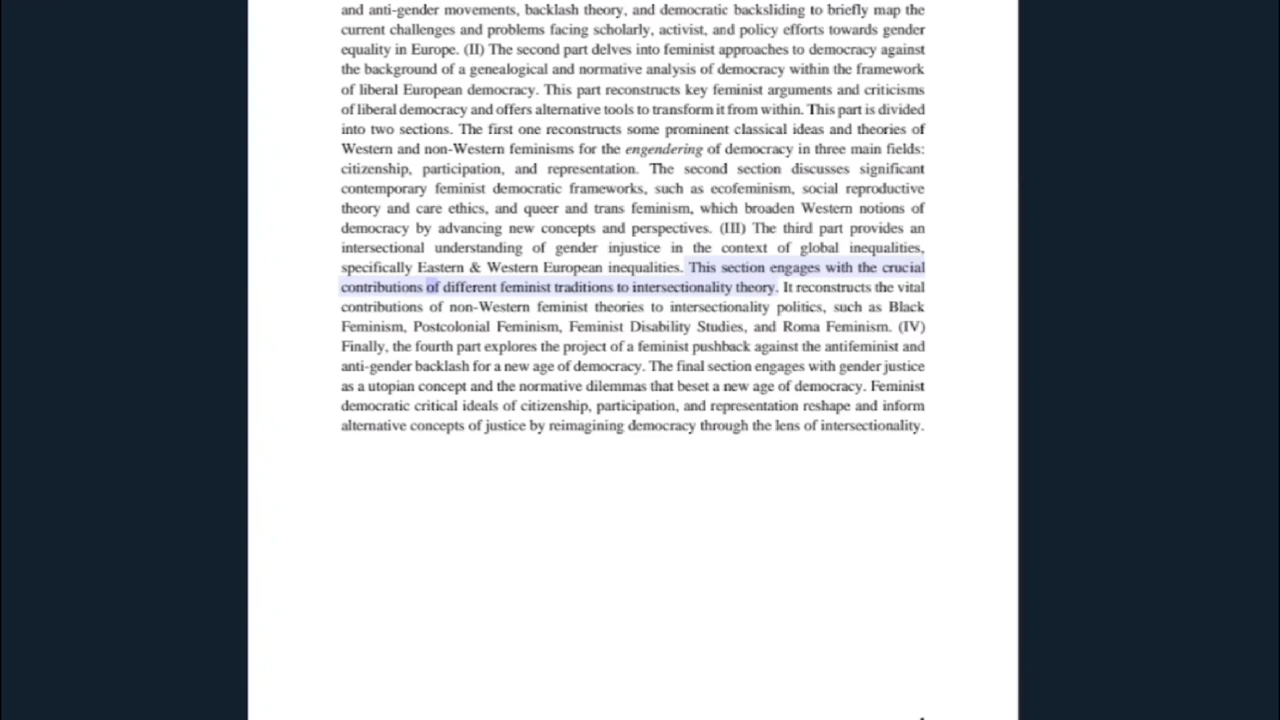 and anti-gender movements, backlash theory, and democratic backsliding to briefly map the
current challenges and problems facing scholarly, activist, and policy efforts towards gender
equality in Europe. (II) The second part delves into feminist approaches to democracy against
the background of a genealogical and normative analysis of democracy within the framework
of liberal European democracy. This part reconstructs key feminist arguments and criticisms
of liberal democracy and offers alternative tools to transform it from within. This part is divided
into two sections. The first one reconstructs some prominent classical ideas and theories of
Western and non-Western feminisms for the engendering of democracy in three main fields:
citizenship, participation, and representation. The second section discusses significant
contemporary feminist democratic frameworks, such as ecofeminism, social reproductive
theory and care ethics, and queer and trans feminism, which broaden Western notions of
democracy by advancing new concepts and perspectives. (III) The third part provides an
intersectional understanding of gender injustice in the context of global inequalities,
specifically Eastern & Western European inequalities. This section engages with the crucial
contributions of different feminist traditions to intersectionality theory. It reconstructs the vital
contributions of non-Western feminist theories to intersectionality politics, such as Black
Feminism, Postcolonial Feminism, Feminist Disability Studies, and Roma Feminism. (IV)
Finally, the fourth part explores the project of a feminist pushback against the antifeminist and
anti-gender backlash for a new age of democracy. The final section engages with gender justice
as a utopian concept and the normative dilemmas that beset a new age of democracy. Feminist
democratic critical ideals of citizenship, participation, and representation reshape and inform
alternative concepts of justice by reimagining democracy through the lens of intersectionality.